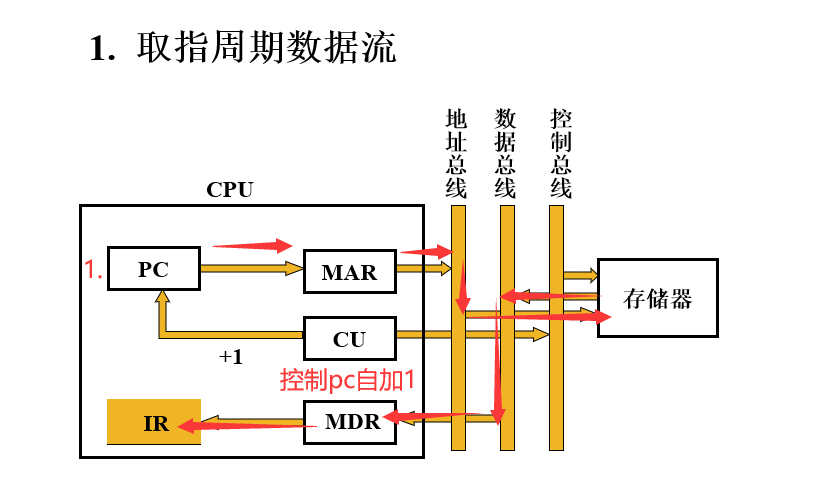 1. 取指周期数据流
地址总线
数据总线
控制总线
CPU
1.
PC
MAR
存储器
CU
+1
控制pc自加1
IR
MDR